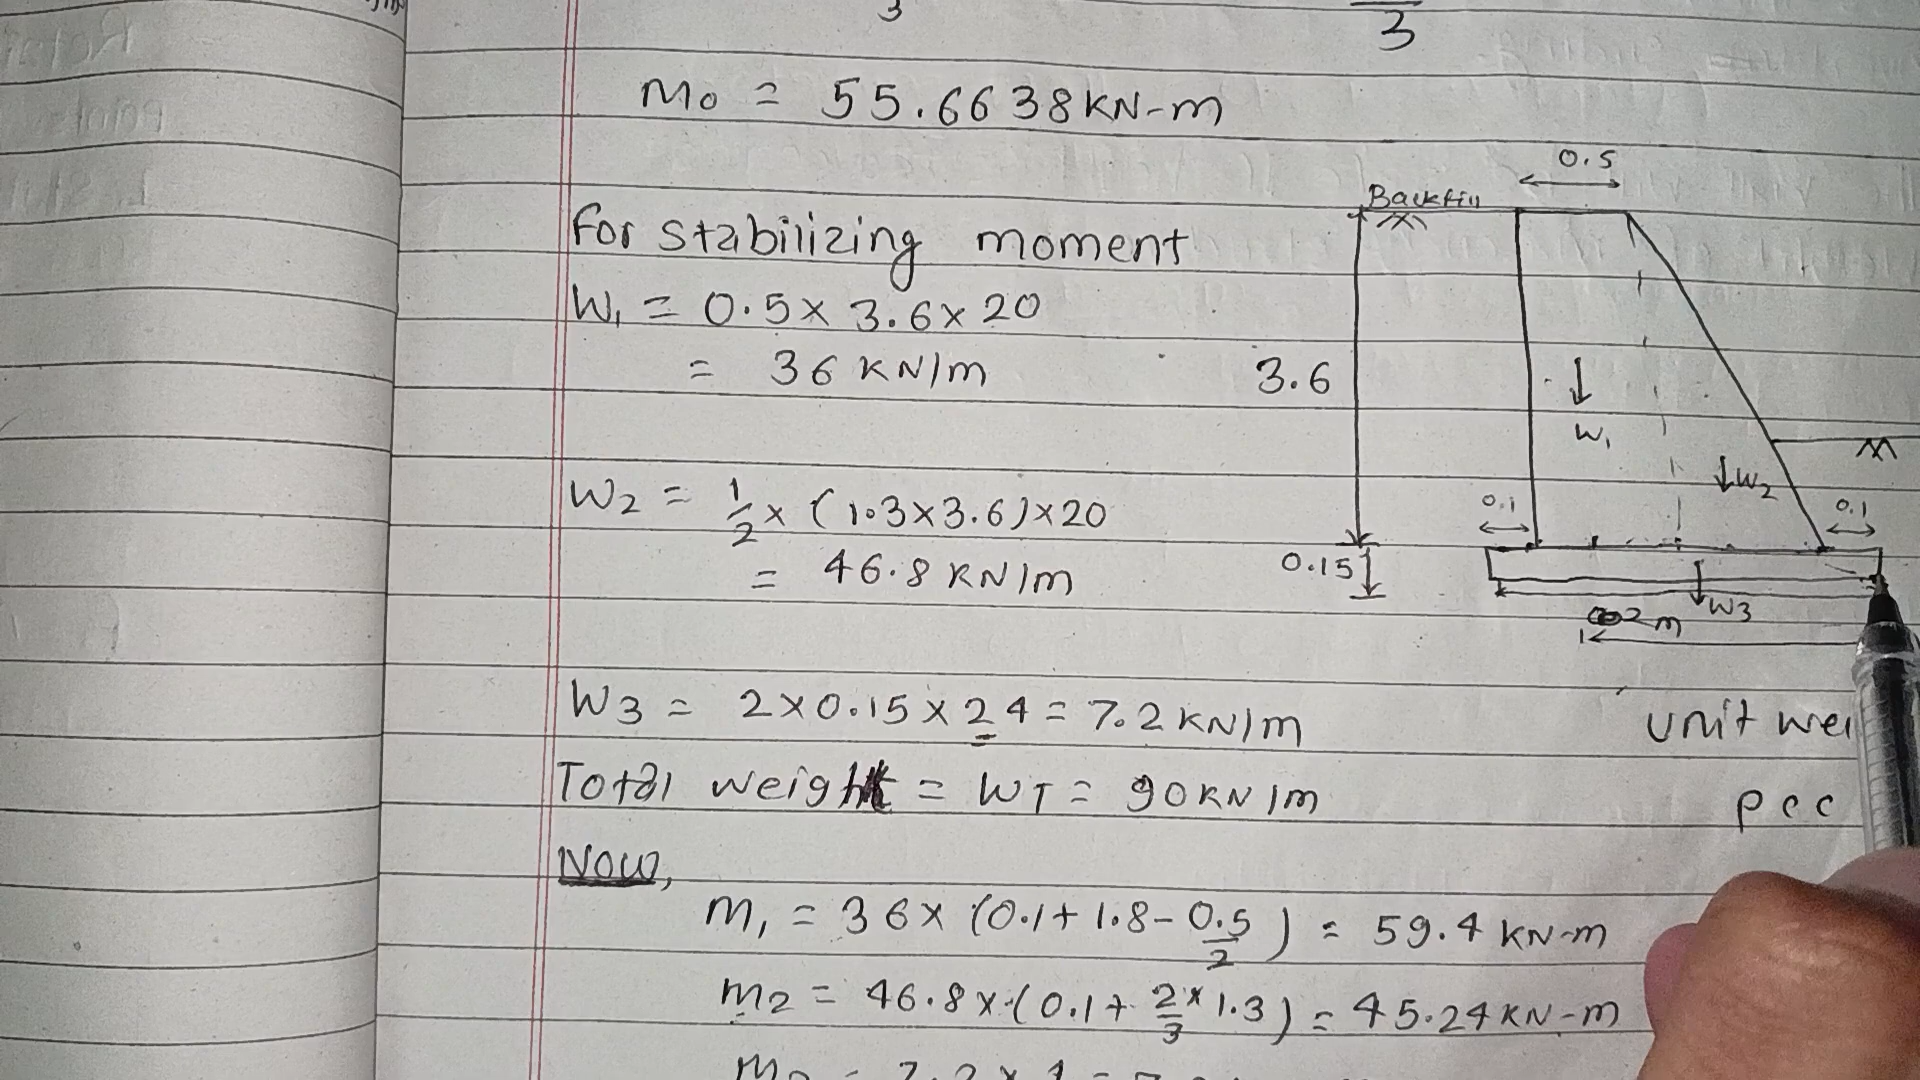 3
3
Mo = 55.6638KN-m
For stabilizing moment
W1 = 0.5 x 3.6 x 20
= 36 KN/m
W2 = 1/2 x (1.3 x 3.6) x 20
= 46.8 KN/m
W3 = 2 x 0.15 x 24 = 7.2 KN/m
Total weight = WT = 90KN/m
Now,
M1 = 36 x (0.1 + 1.8 - 0.5/2) = 59.4 KN-m
M2 = 46.8 x (0.1 + 2/3 x 1.3) = 45.24 KN-m
0.5
Backfill
3.6
W1
W2
0.1
0.1
0.15
W3
2m
unit wei
pcc